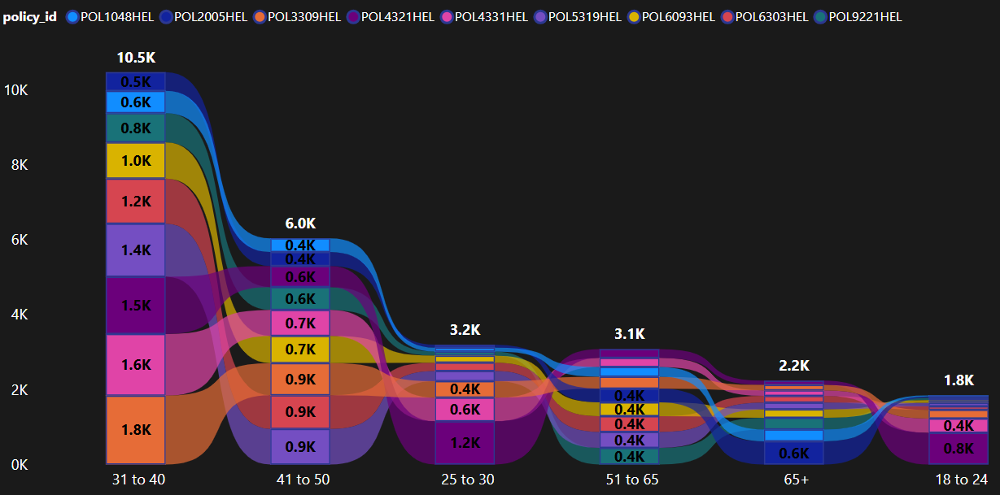 policy_id POL1048HEL POL2005HEL POL3309HEL POL4321HEL POL4331HEL POL5319HEL POL6093HEL POL6303HEL POL9221HEL
10K
8K
6K
4K
2K
0K
10.5K
0.5K
0.6K
0.8K
1.0K
1.2K
1.4K
1.5K
1.6K
1.8K
6.0K
0.4K
0.4K
0.6K
0.6K
0.7K
0.7K
0.9K
0.9K
0.9K
3.2K
0.4K
0.6K
1.2K
3.1K
0.4K
0.4K
0.4K
0.4K
0.4K
2.2K
0.6K
1.8K
0.4K
0.8K
31 to 40 41 to 50 25 to 30 51 to 65 65+ 18 to 24